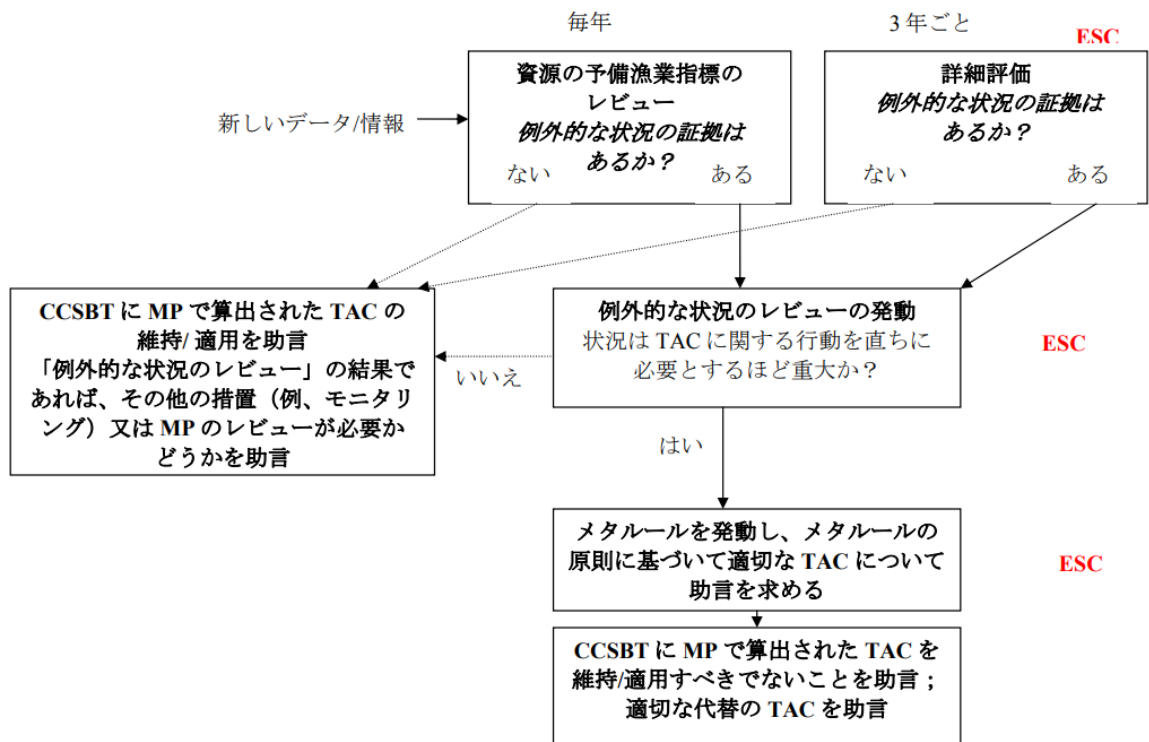 毎年
3 年ごと
ESC
資源の予備漁業指標の
レビュー
例外的な状況の証拠は
あるか？
ない ある
詳細評価
例外的な状況の証拠は
あるか？
ない ある
新しいデータ/情報
CCSBT に MP で算出された TAC の
維持/ 適用を助言
「例外的な状況のレビュー」の結果で
あれば、その他の措置（例、モニタリ
ング）又は MP のレビューが必要か
どうかを助言
いいえ
例外的な状況のレビューの発動
状況は TAC に関する行動を直ちに
必要とするほど重大か？
ESC
はい
メタルールを発動し、メタルールの
原則に基づいて適切な TAC について
助言を求める
ESC
CCSBT に MP で算出された TAC を
維持/適用すべきでないことを助言；
適切な代替の TAC を助言